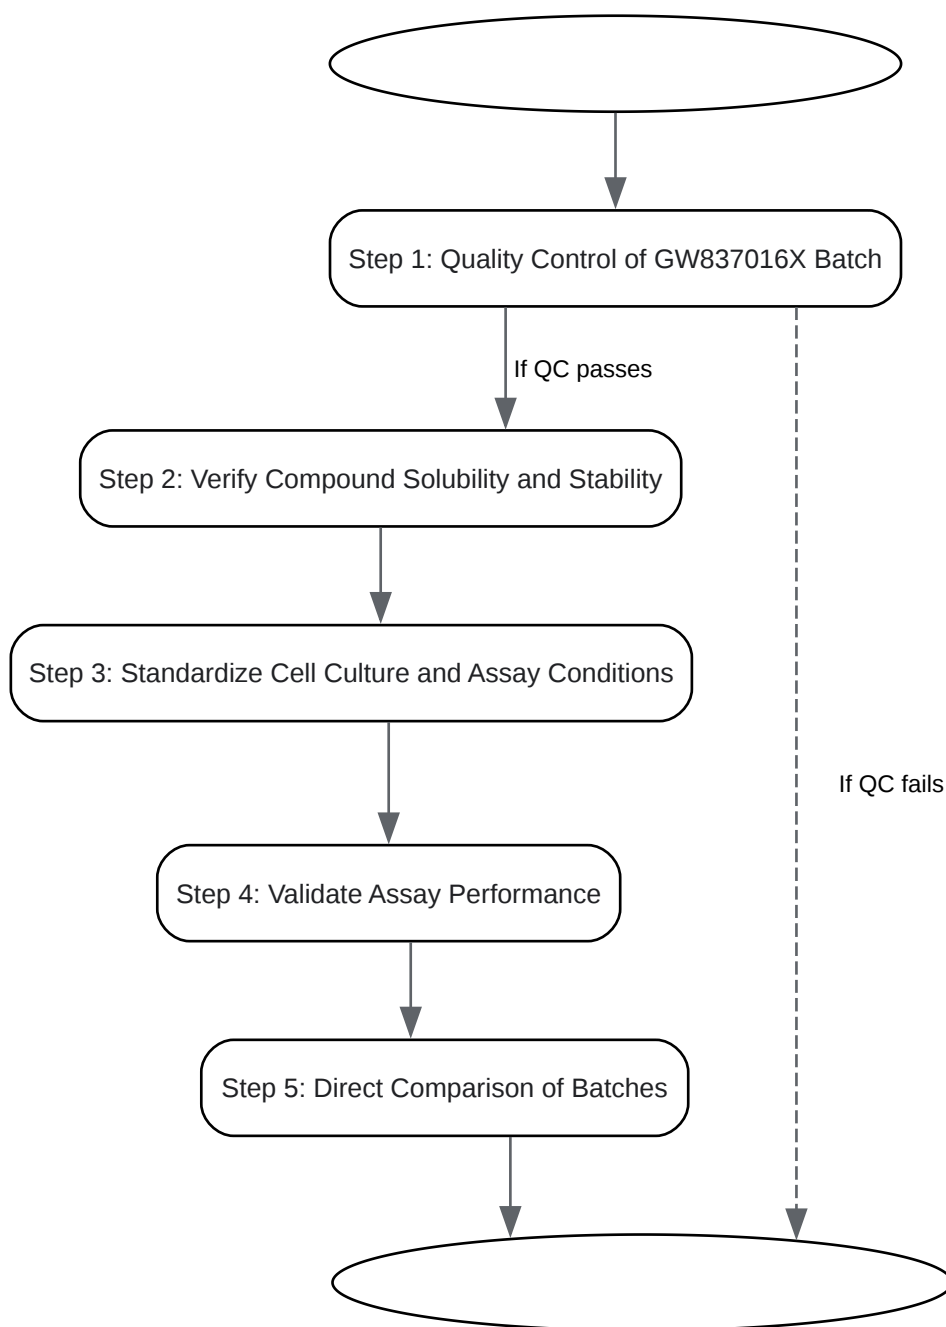 Step 1: Quality Control of GW837016X Batch
If QC passes
Step 2: Verify Compound Solubility and Stability
Step 3: Standardize Cell Culture and Assay Conditions
If QC fails
Step 4: Validate Assay Performance
Step 5: Direct Comparison of Batches